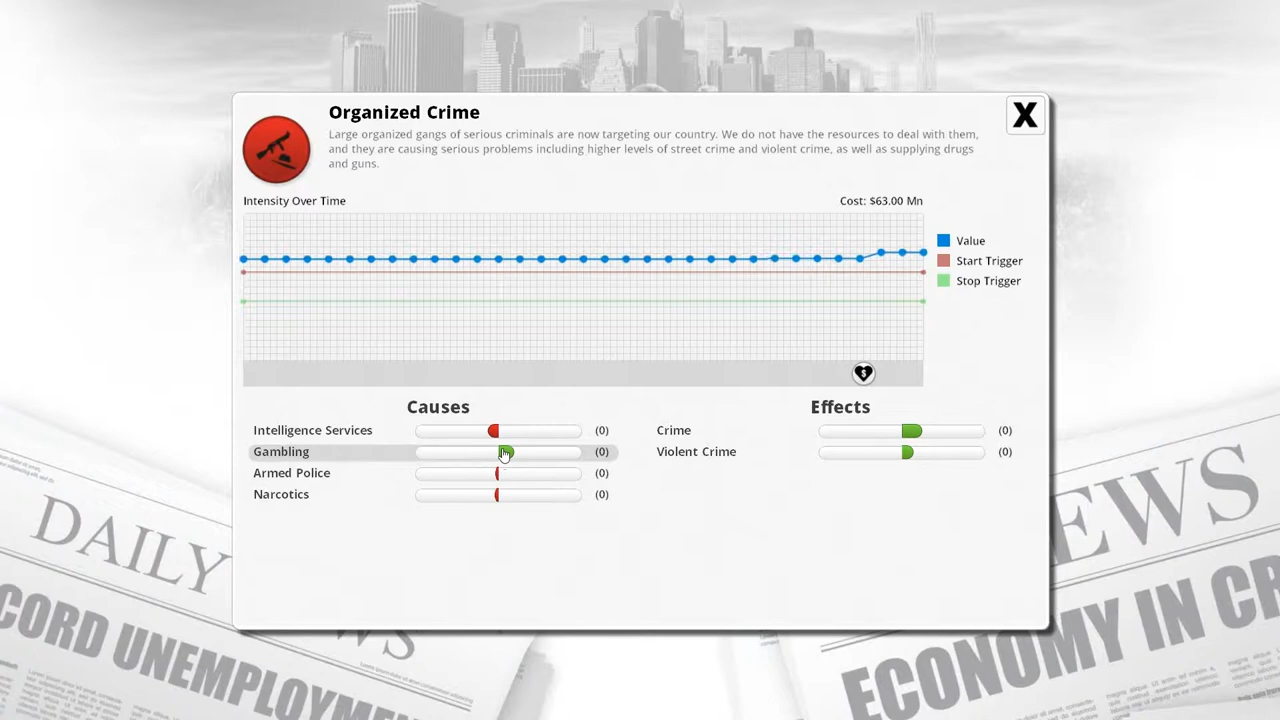 Organized Crime
X
Large organized gangs of serious criminals are now targeting our country. We do not have the resources to deal with them,
and they are causing serious problems including higher levels of street crime and violent crime, as well as supplying drugs
and guns.
Intensity Over Time
Cost: $63.00 Mn
Value
Start Trigger
Stop Trigger
$
Causes
Effects
Intelligence Services (0)
Crime (0)
Gambling (0)
Violent Crime (0)
Armed Police (0)
Narcotics (0)
DAILY
NEWS
CORD UNEMPLOYME
WS
ECONOMY IN CR